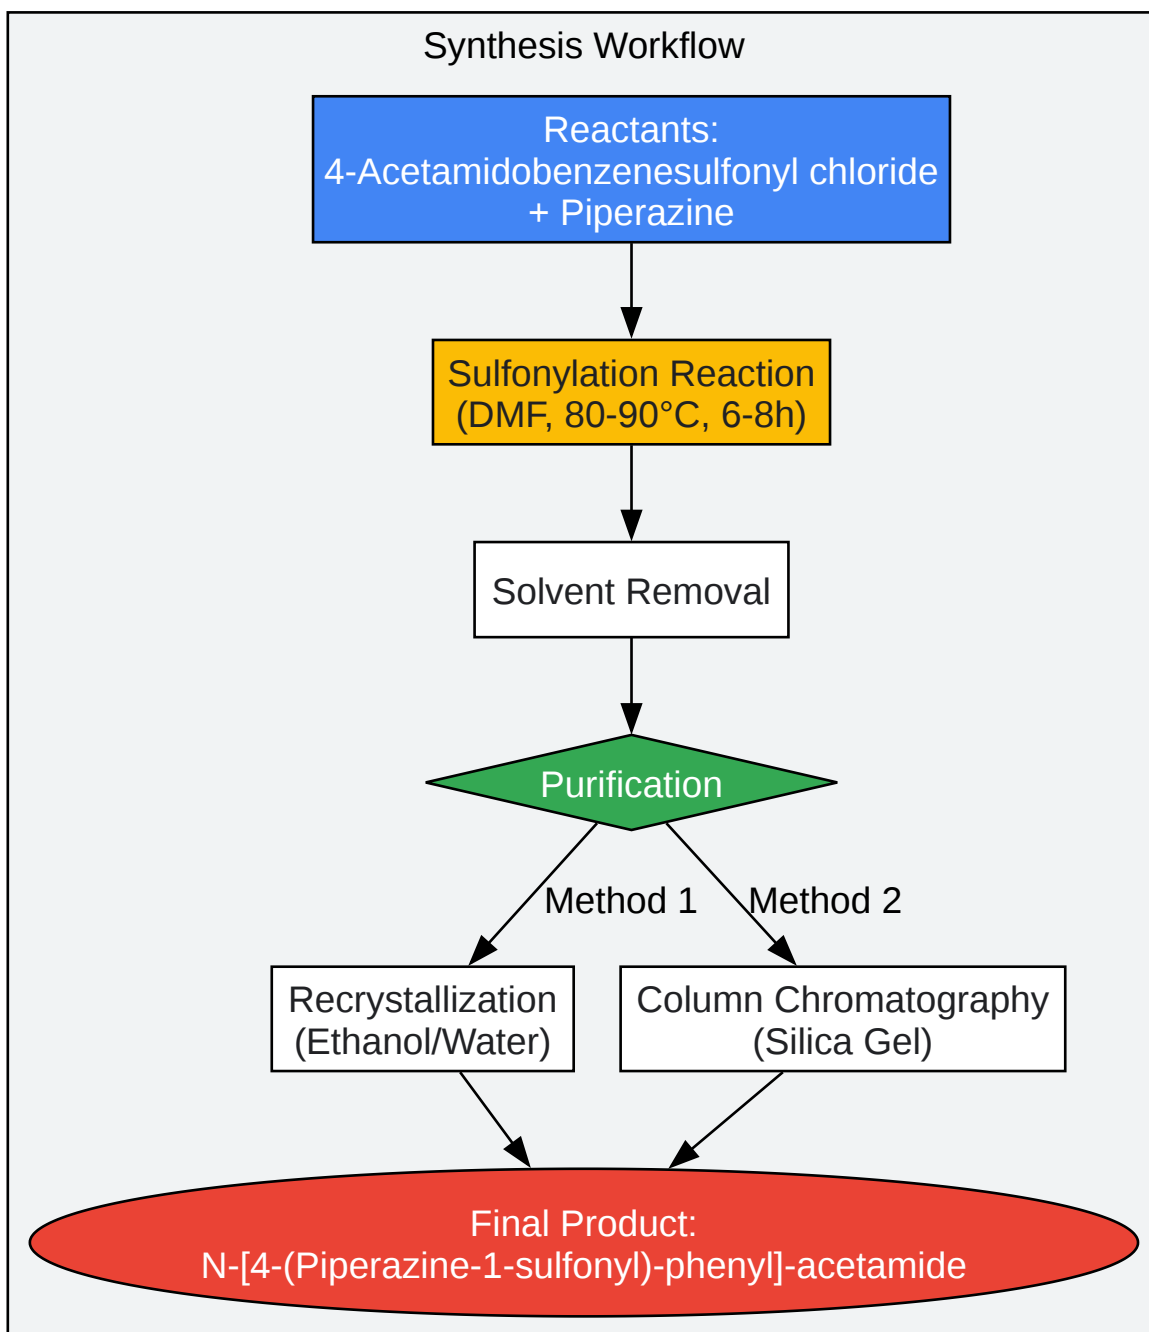 Synthesis Workflow
Reactants:
4-Acetamidobenzenesulfonyl chloride
+ Piperazine
Sulfonylation Reaction
(DMF, 80-90°C, 6-8h)
Solvent Removal
Purification
Method 1
Method 2
Recrystallization
(Ethanol/Water)
Column Chromatography
(Silica Gel)
Final Product:
N-[4-(Piperazine-1-sulfonyl)-phenyl]-acetamide